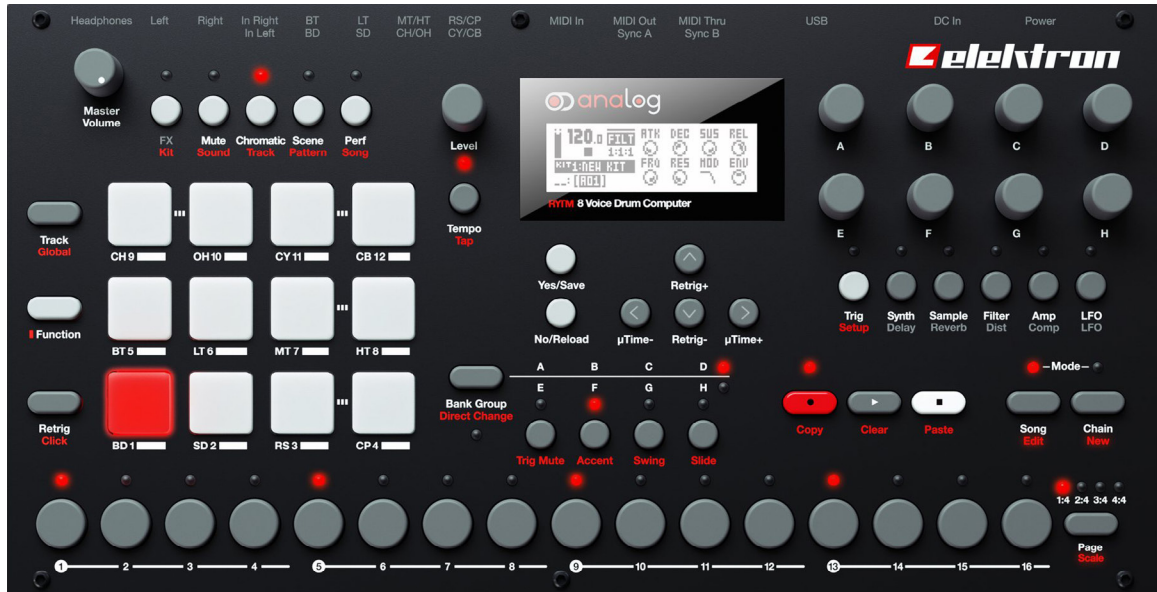 Headphones Left Right In Right BT LT MT/HT RS/CP MIDI In MIDI Out MIDI Thru USB DC In Power
In Left BD SD CH/OH CY/CB Sync A Sync B
elektron
Master
Volume
FX Mute Chromatic Scene Perf
Kit Sound Track Pattern Song
Level
Tempo
Tap
analog
120.0 FILT ATK DEC SUS REL
1:1:1
KIT1:NEW KIT FRQ RES MOD ENV
__:[A01]
RYTM 8 Voice Drum Computer
A B C D
E F G H
Track
Global
CH 9 OH 10 CY 11 CB 12
Function
BT 5 LT 6 MT 7 HT 8
Retrig
Click
BD 1 SD 2 RS 3 CP 4
Yes/Save Retrig+
No/Reload µTime- Retrig- µTime+
Trig Synth Sample Filter Amp LFO
Setup Delay Reverb Dist Comp LFO
A B C D
E F G H
Bank Group
Direct Change
Trig Mute Accent Swing Slide
Copy Clear Paste
Mode
Song Chain
Edit New
1:4 2:4 3:4 4:4
Page
Scale
1 2 3 4 5 6 7 8 9 10 11 12 13 14 15 16